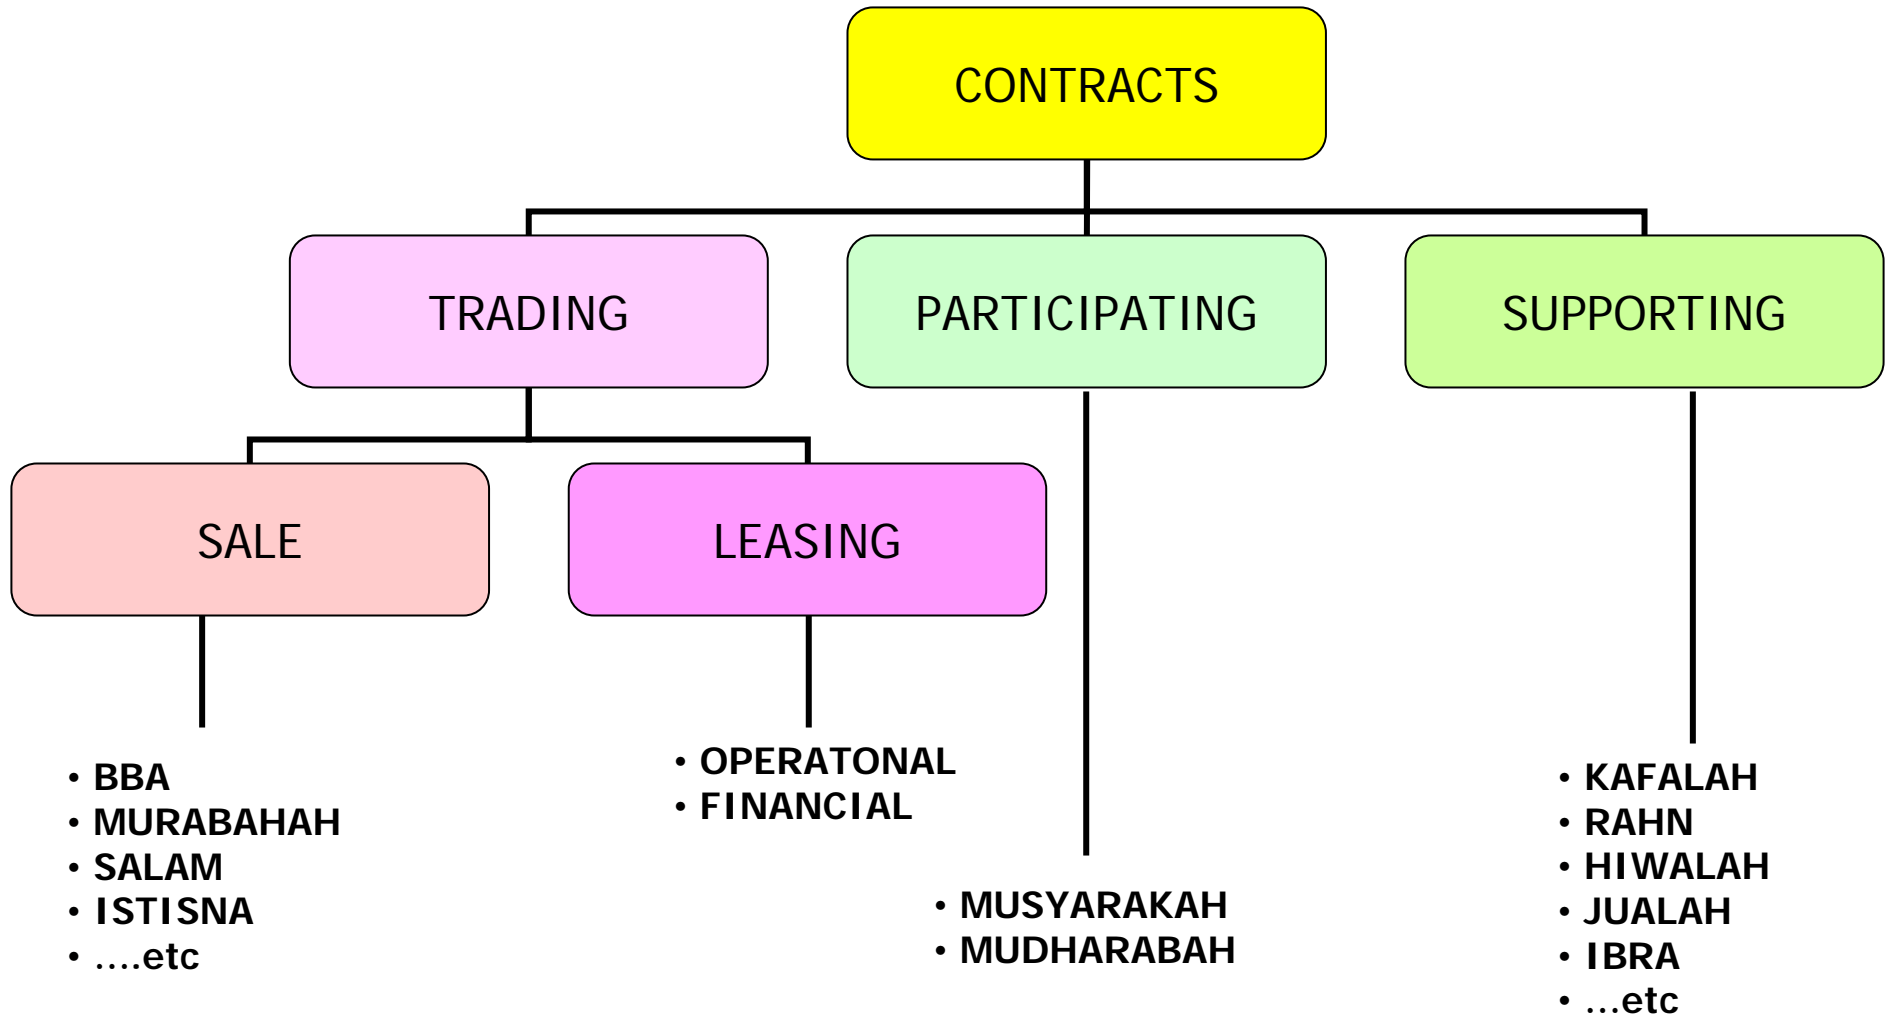 CONTRACTS
TRADING
PARTICIPATING
SUPPORTING
SALE
LEASING
• BBA
• MURABAHAH
• SALAM
• ISTISNA
• ....etc
• OPERATONAL
• FINANCIAL
• MUSYARAKAH
• MUDHARABAH
• KAFALAH
• RAHN
• HIWALAH
• JUALAH
• IBRA
• ...etc